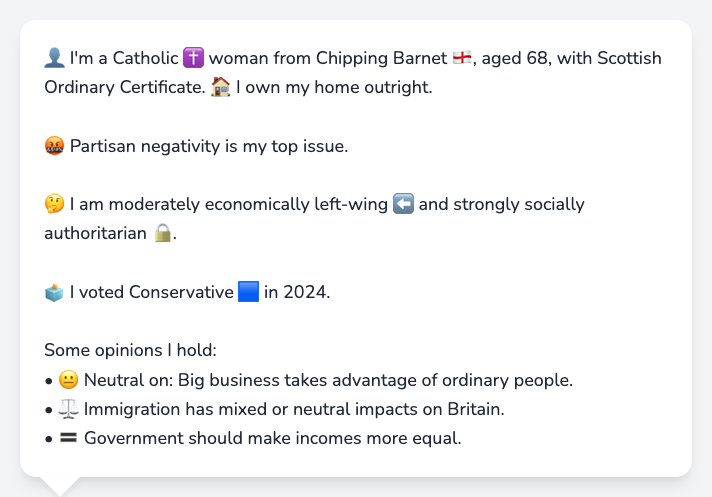 👤 I'm a Catholic ✝️ woman from Chipping Barnet 🏴󠁧󠁢󠁥󠁮󠁧󠁿, aged 68, with Scottish
Ordinary Certificate. 🏠 I own my home outright.
🤬 Partisan negativity is my top issue.
🤔 I am moderately economically left-wing ⬅️ and strongly socially
authoritarian 🔒.
🗳️ I voted Conservative 🟦 in 2024.
Some opinions I hold:
• 😐 Neutral on: Big business takes advantage of ordinary people.
• ⚖️ Immigration has mixed or neutral impacts on Britain.
• 🟰 Government should make incomes more equal.